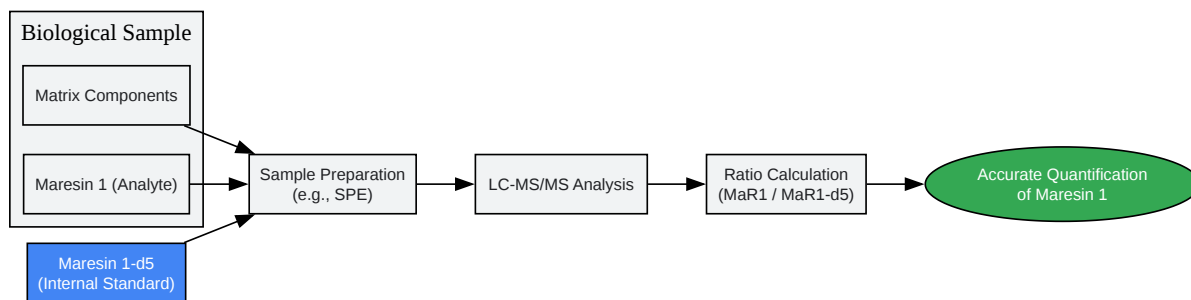 Biological Sample
Matrix Components
Maresin 1 (Analyte)
Maresin 1-d5
(Internal Standard)
Sample Preparation
(e.g., SPE)
LC-MS/MS Analysis
Ratio Calculation
(MaR1 / MaR1-d5)
Accurate Quantification
of Maresin 1